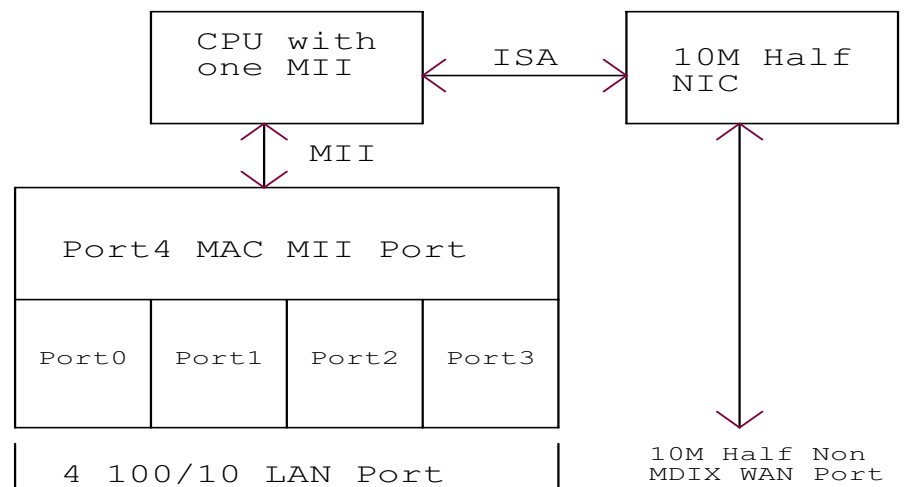 CPU with
one MII
ISA
10M Half
NIC
MII
Port4 MAC MII Port
Port0
Port1
Port2
Port3
4 100/10 LAN Port
10M Half Non
MDIX WAN Port